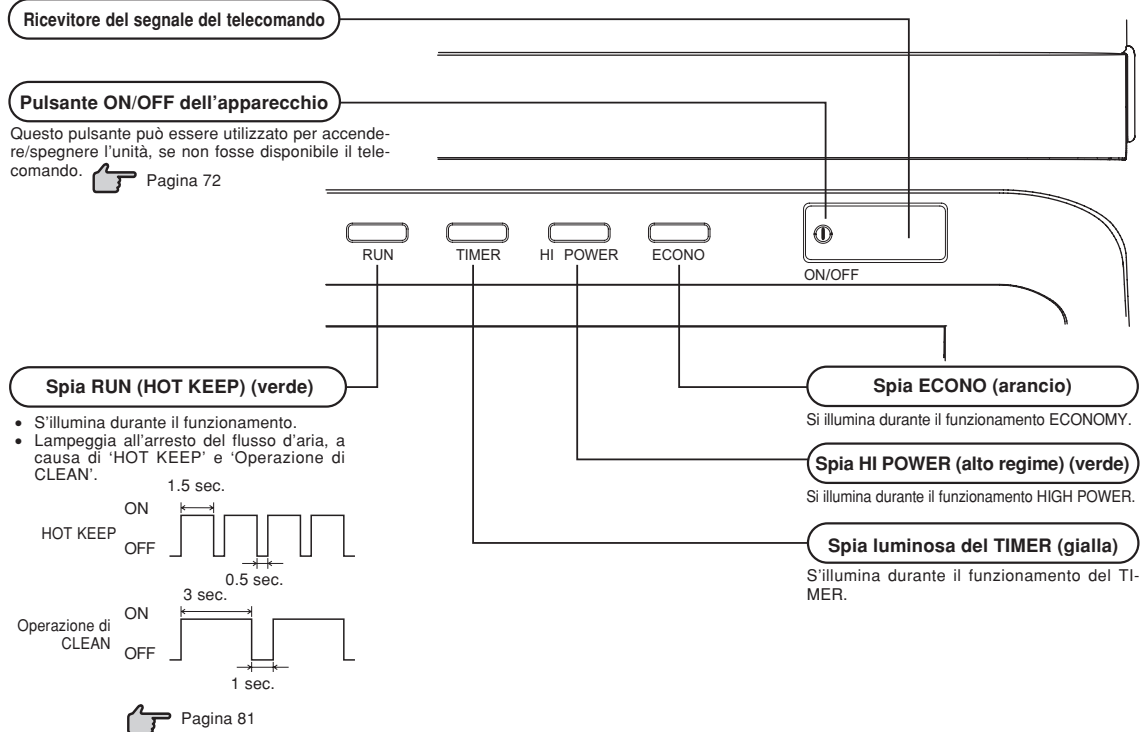 Ricevitore del segnale del telecomando
Pulsante ON/OFF dell'apparecchio
Questo pulsante può essere utilizzato per accende-
re/spegnere l'unità, se non fosse disponibile il tele-
comando.
Pagina 72
RUN
TIMER
HI POWER
ECONO
ON/OFF
Spia RUN (HOT KEEP) (verde)
• S'illumina durante il funzionamento.
• Lampeggia all'arresto del flusso d'aria, a
causa di 'HOT KEEP' e 'Operazione di
CLEAN'.
1.5 sec.
ON
HOT KEEP
OFF
0.5 sec.
3 sec.
ON
Operazione di
CLEAN
OFF
1 sec.
Pagina 81
Spia ECONO (arancio)
Si illumina durante il funzionamento ECONOMY.
Spia HI POWER (alto regime) (verde)
Si illumina durante il funzionamento HIGH POWER.
Spia luminosa del TIMER (gialla)
S'illumina durante il funzionamento del TI-
MER.